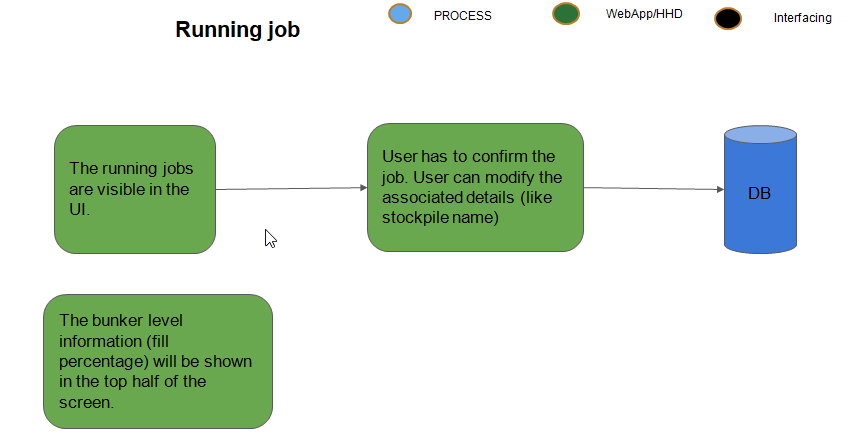 Running job
PROCESS
WebApp/HHD
Interfacing
The running jobs
are visible in the
UI.
User has to confirm the
job. User can modify the
associated details (like
stockpile name)
DB
The bunker level
information (fill
percentage) will be shown
in the top half of the
screen.